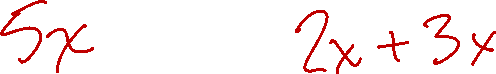 5x 2x + 3x